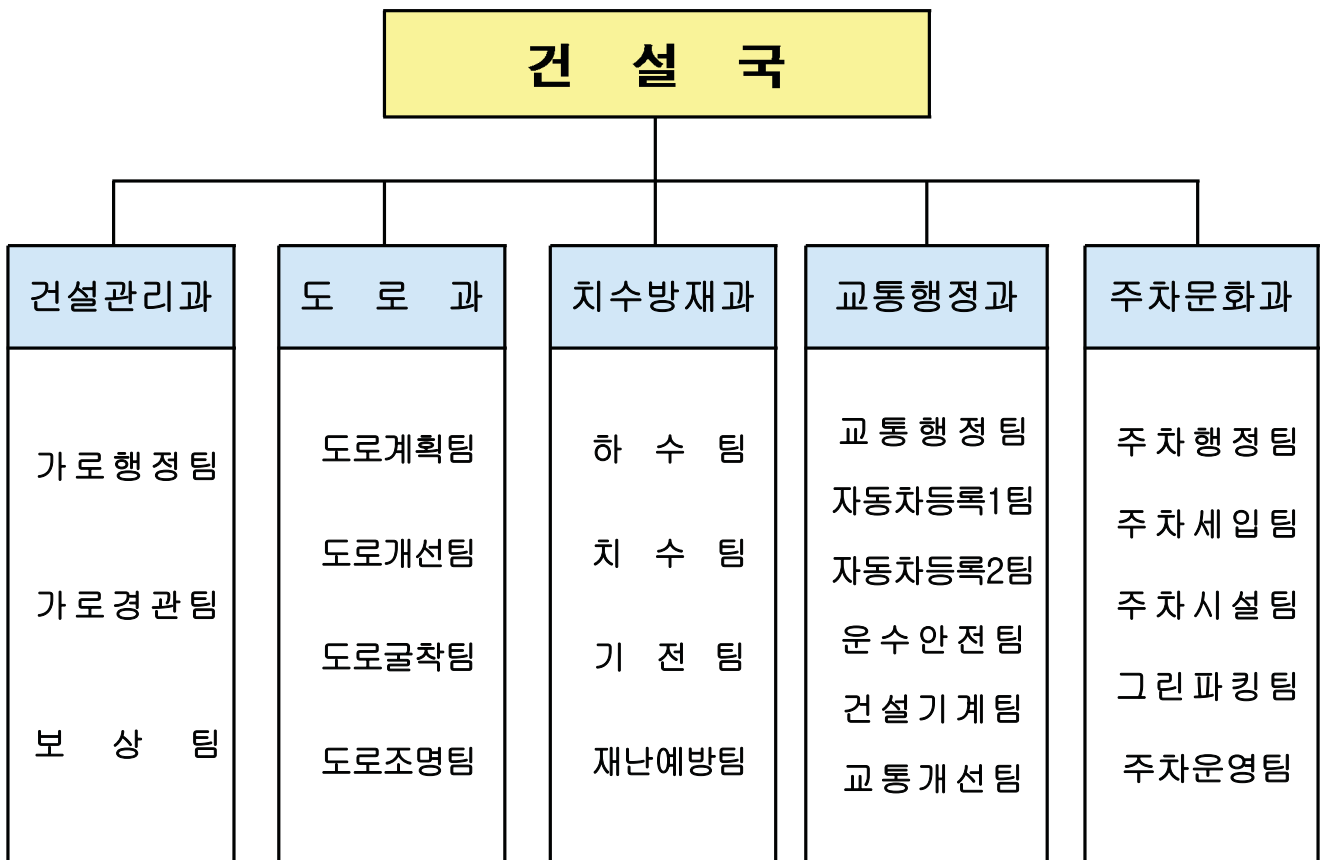 건 설 국
건설관리과
가로행정팀
가로경관팀
보 상 팀
도 로 과
도로계획팀
도로개선팀
도로굴착팀
도로조명팀
치수방재과
하 수 팀
치 수 팀
기 전 팀
재난예방팀
교통행정과
교통행정팀
자동차등록1팀
자동차등록2팀
운수안전팀
건설기계팀
교통개선팀
주차문화과
주차행정팀
주차세입팀
주차시설팀
그린파킹팀
주차운영팀